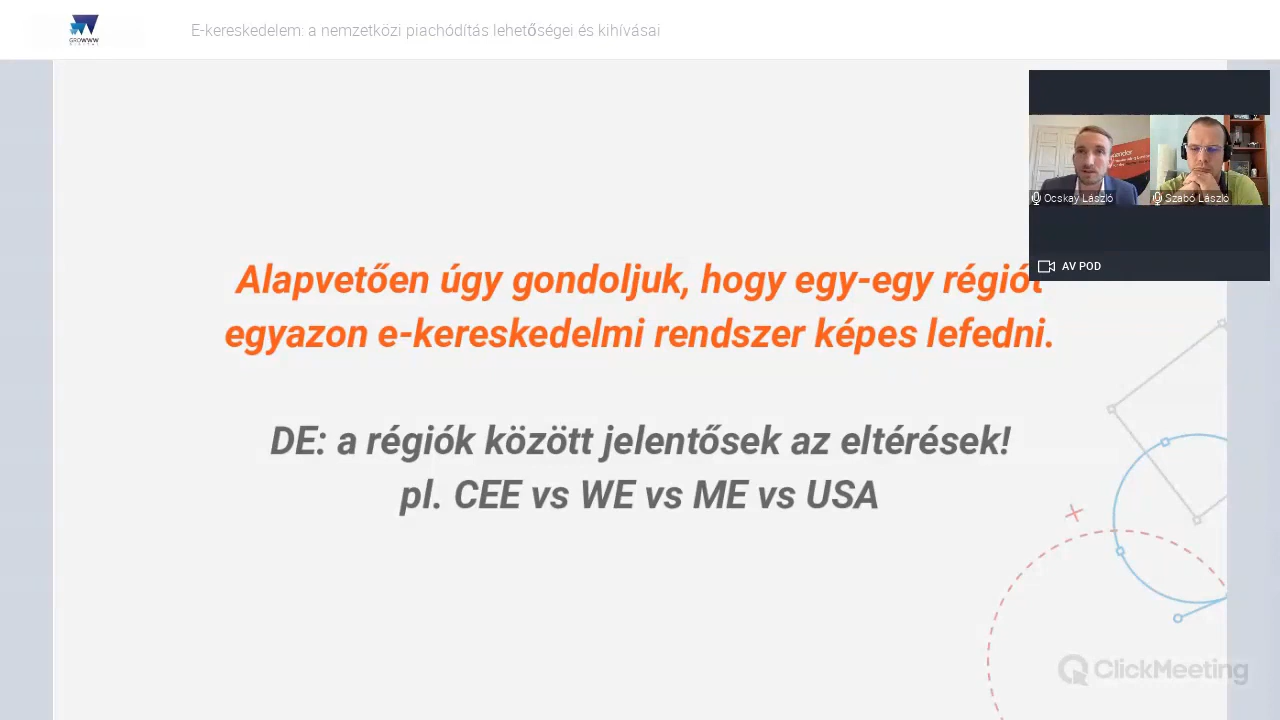 GROWWW
DIGITAL
E-kereskedelem: a nemzetközi piachódítás lehetőségei és kihívásai
Ocskay László
Szabó László
AV POD
Alapvetően úgy gondoljuk, hogy egy-egy régiót
egyazon e-kereskedelmi rendszer képes lefedni.
DE: a régiók között jelentősek az eltérések!
pl. CEE vs WE vs ME vs USA
ClickMeeting